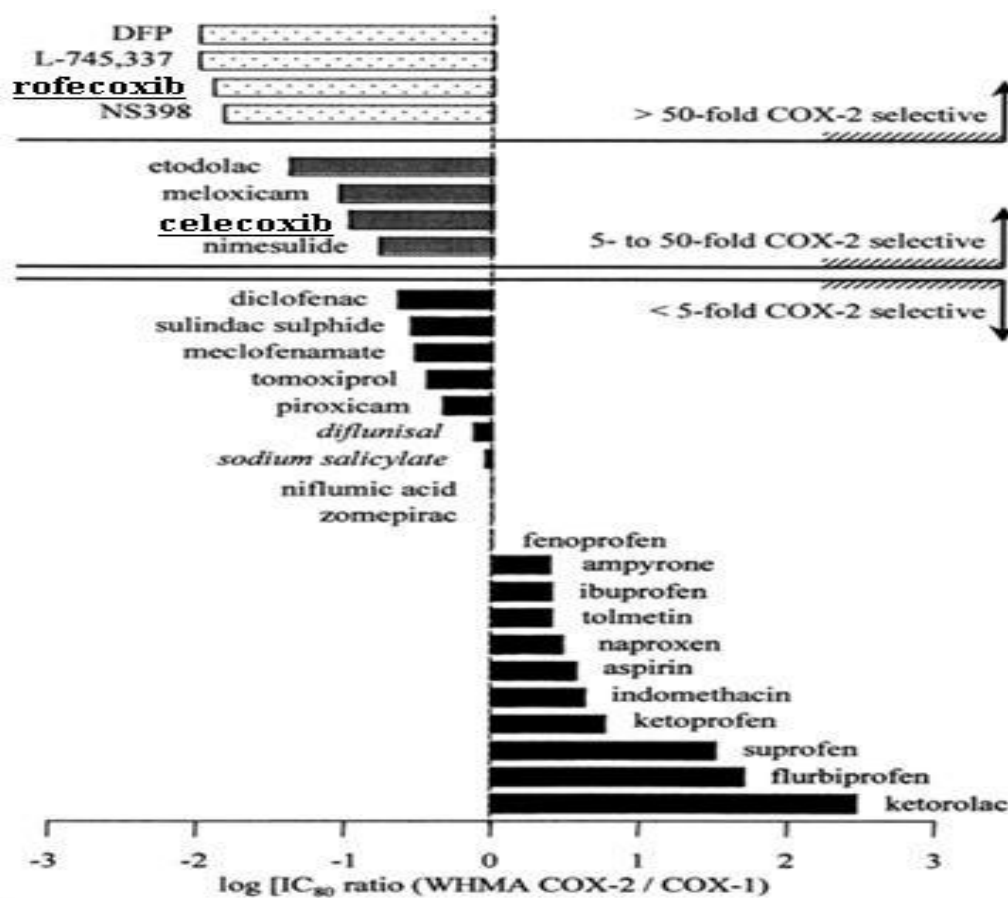 DFP
L-745,337
rofecoxib
NS398
> 50-fold COX-2 selective
etodolac
meloxicam
celecoxib
nimesulide
5- to 50-fold COX-2 selective
diclofenac
< 5-fold COX-2 selective
sulindac sulphide
meclofenamate
tomoxiprol
piroxicam
diflunisal
sodium salicylate
niflumic acid
zomepirac
fenoprofen
ampyrone
ibuprofen
tolmetin
naproxen
aspirin
indomethacin
ketoprofen
suprofen
flurbiprofen
ketorolac
-3 -2 -1 0 1 2 3
log [IC80 ratio (WHMA COX-2 / COX-1)